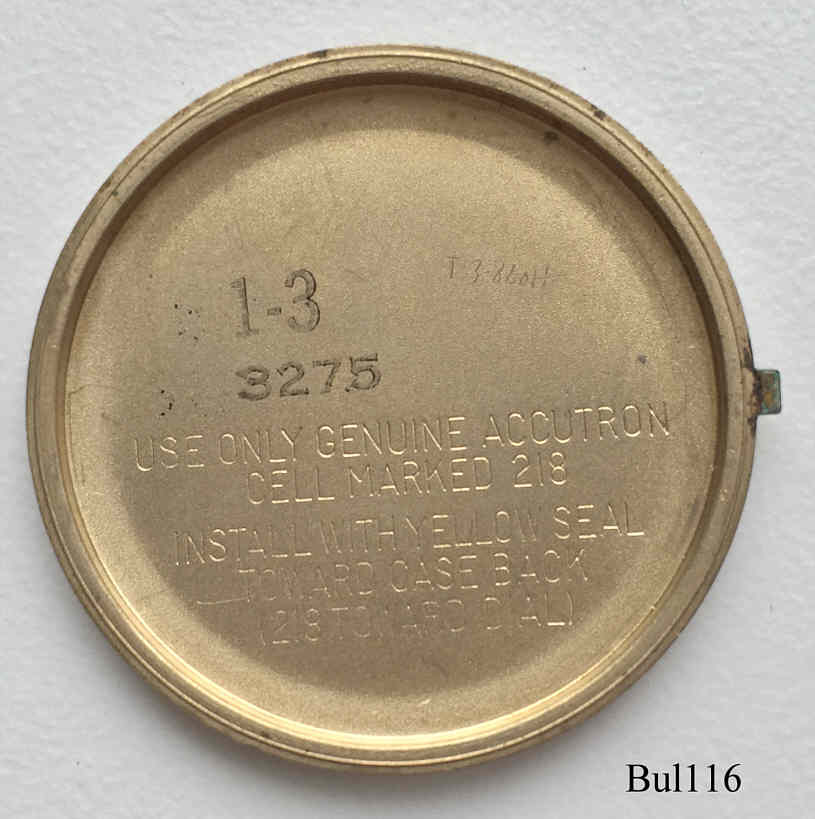 1-3
3275
USE ONLY GENUINE ACCUTRON
CELL MARKED 218
INSTALL WITH YELLOW SEAL
TOWARD CASE BACK
(218 TOWARD DIAL)
Bul116